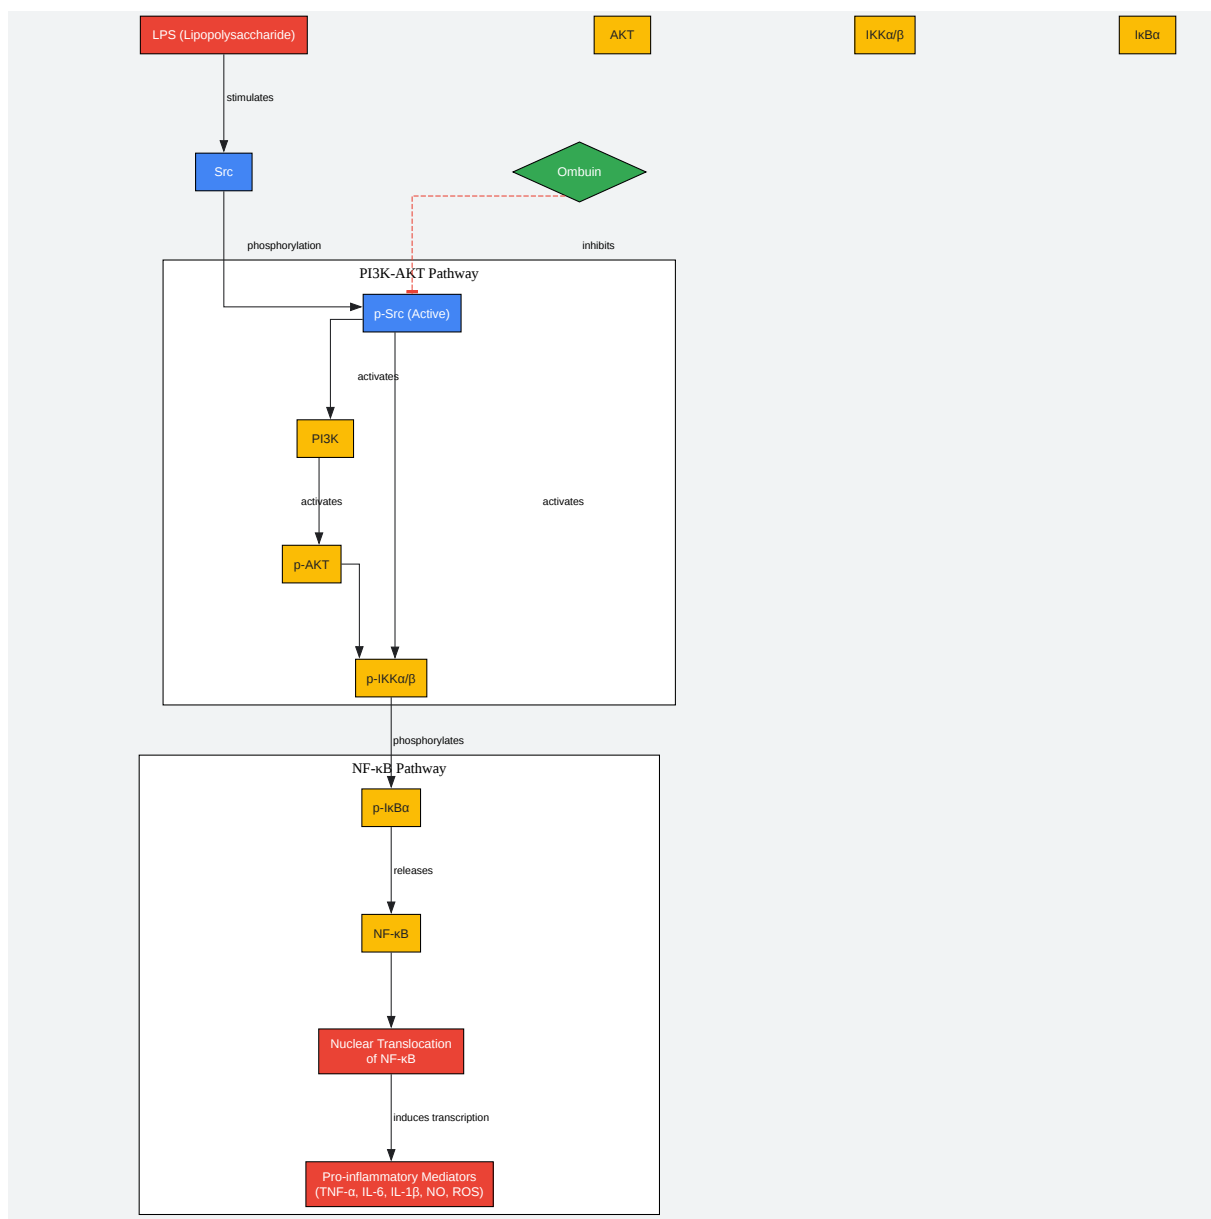 LPS (Lipopolysaccharide)
AKT
IKKα/β
IκBα
stimulates
Src
Ombuin
phosphorylation
inhibits
PI3K-AKT Pathway
p-Src (Active)
activates
PI3K
activates
activates
p-AKT
p-IKKα/β
phosphorylates
NF-κB Pathway
p-IκBα
releases
NF-κB
Nuclear Translocation
of NF-κB
induces transcription
Pro-inflammatory Mediators
(TNF-α, IL-6, IL-1β, NO, ROS)